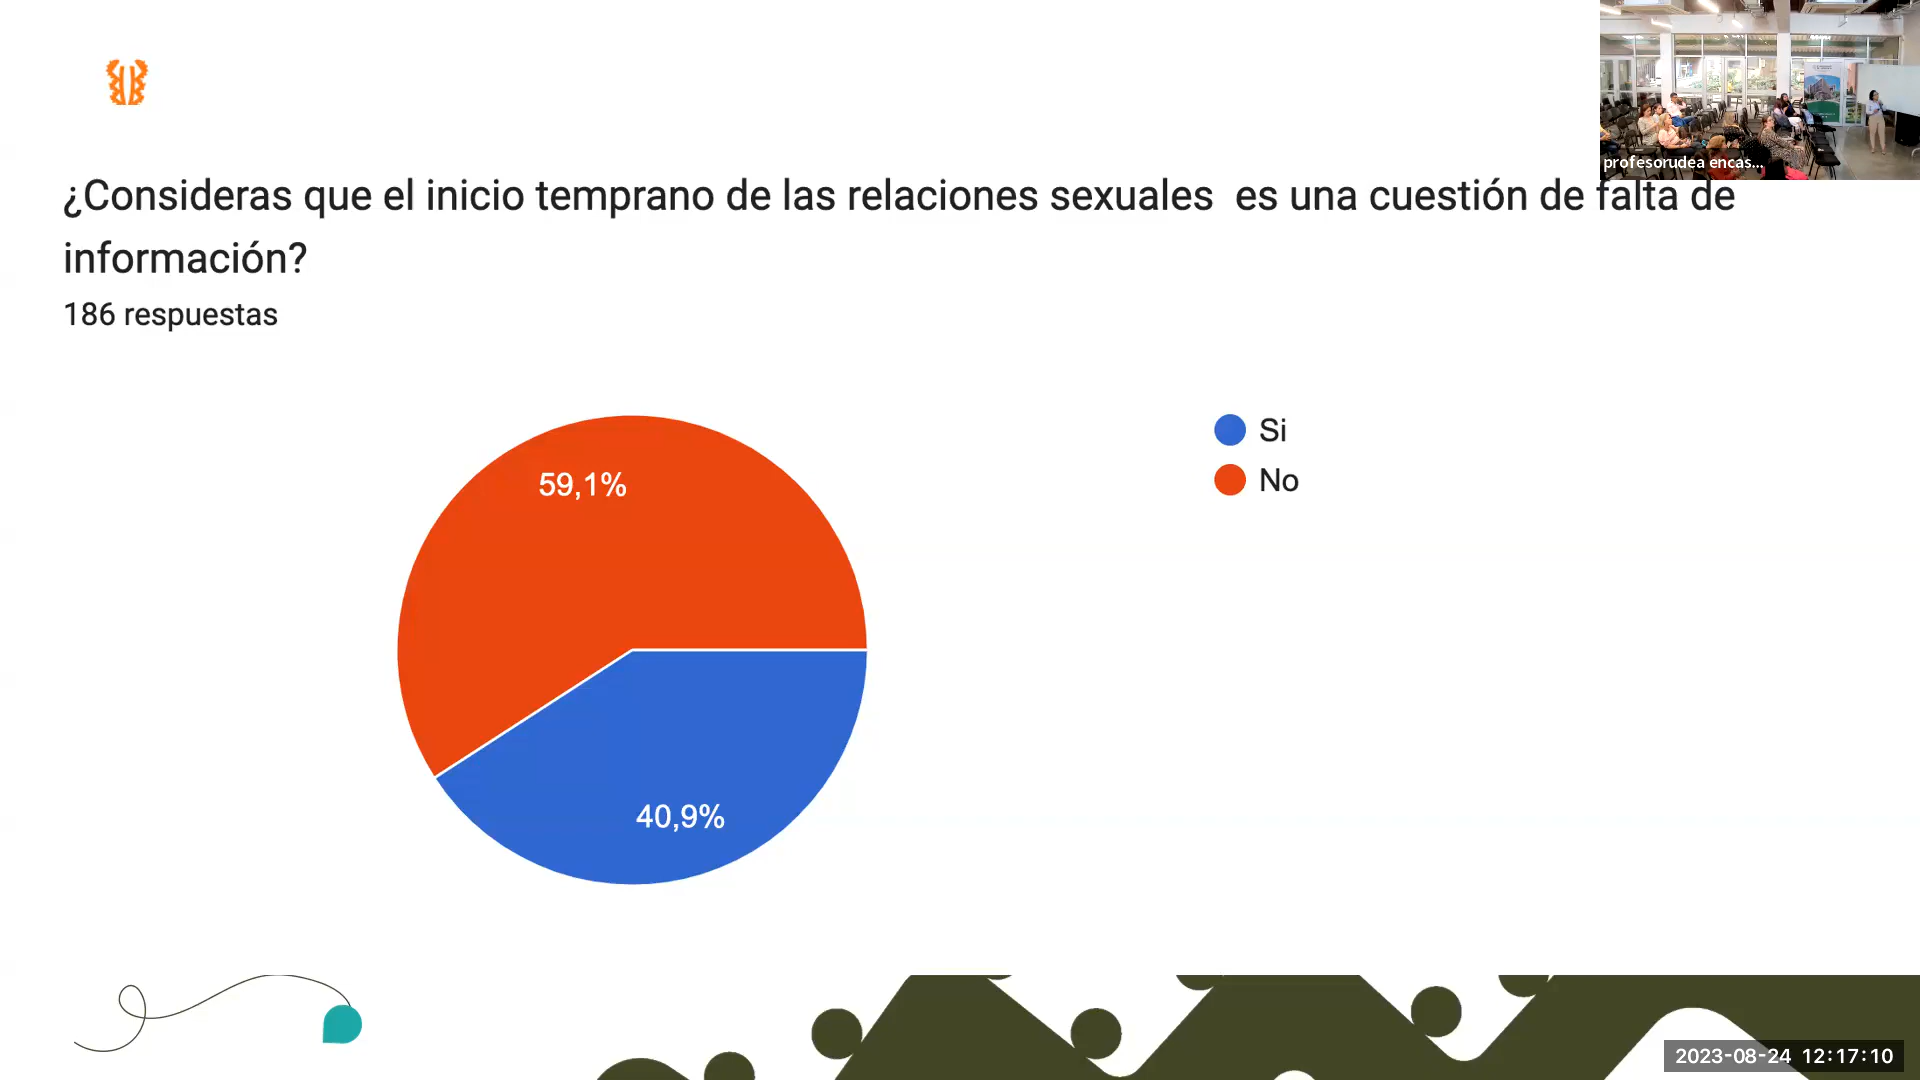 profesorudea encas...
¿Consideras que el inicio temprano de las relaciones sexuales es una cuestión de falta de
información?
186 respuestas
Si
No
59,1%
40,9%
2023-08-24 12:17:10